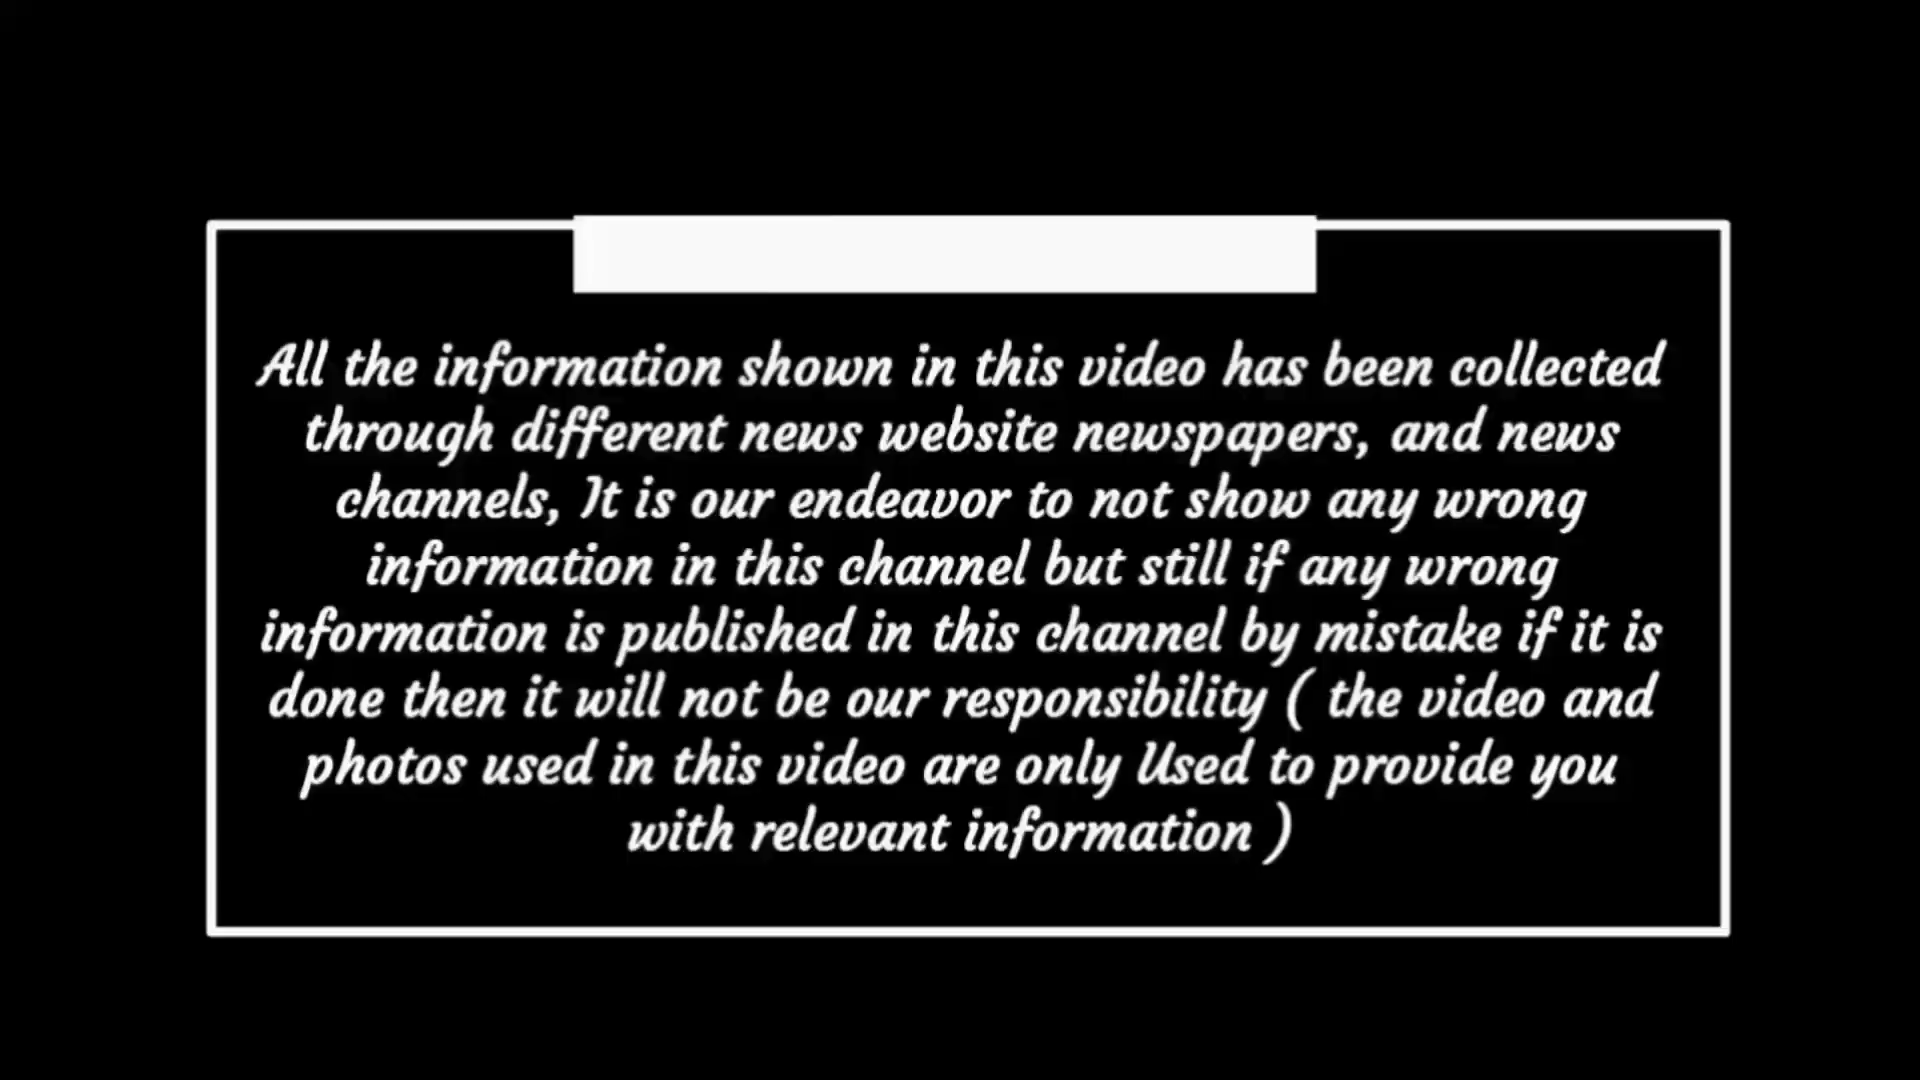 All the information shown in this video has been collected
through different news website newspapers, and news
channels, It is our endeavor to not show any wrong
information in this channel but still if any wrong
information is published in this channel by mistake if it is
done then it will not be our responsibility ( the video and
photos used in this video are only Used to provide you
with relevant information )